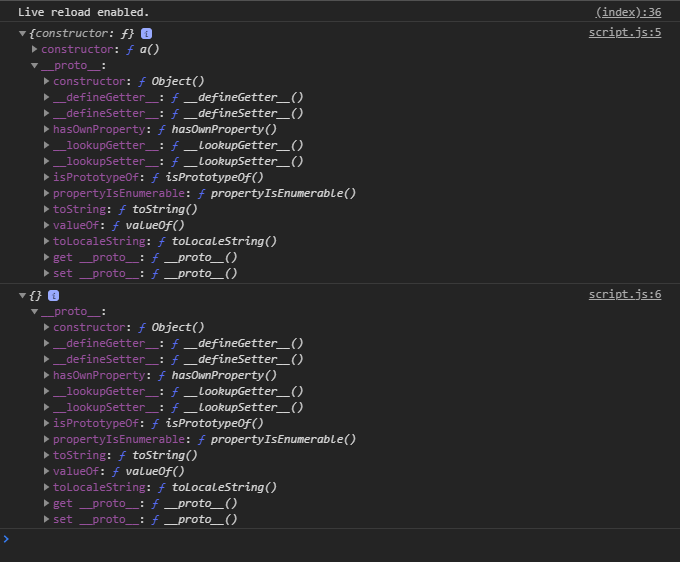 Live reload enabled. (index):36
{constructor: ƒ} i script.js:5
constructor: ƒ a()
__proto__:
constructor: ƒ Object()
__defineGetter__: ƒ __defineGetter__()
__defineSetter__: ƒ __defineSetter__()
hasOwnProperty: ƒ hasOwnProperty()
__lookupGetter__: ƒ __lookupGetter__()
__lookupSetter__: ƒ __lookupSetter__()
isPrototypeOf: ƒ isPrototypeOf()
propertyIsEnumerable: ƒ propertyIsEnumerable()
toString: ƒ toString()
valueOf: ƒ valueOf()
toLocaleString: ƒ toLocaleString()
get __proto__: ƒ __proto__()
set __proto__: ƒ __proto__()
{} i script.js:6
__proto__:
constructor: ƒ Object()
__defineGetter__: ƒ __defineGetter__()
__defineSetter__: ƒ __defineSetter__()
hasOwnProperty: ƒ hasOwnProperty()
__lookupGetter__: ƒ __lookupGetter__()
__lookupSetter__: ƒ __lookupSetter__()
isPrototypeOf: ƒ isPrototypeOf()
propertyIsEnumerable: ƒ propertyIsEnumerable()
toString: ƒ toString()
valueOf: ƒ valueOf()
toLocaleString: ƒ toLocaleString()
get __proto__: ƒ __proto__()
set __proto__: ƒ __proto__()